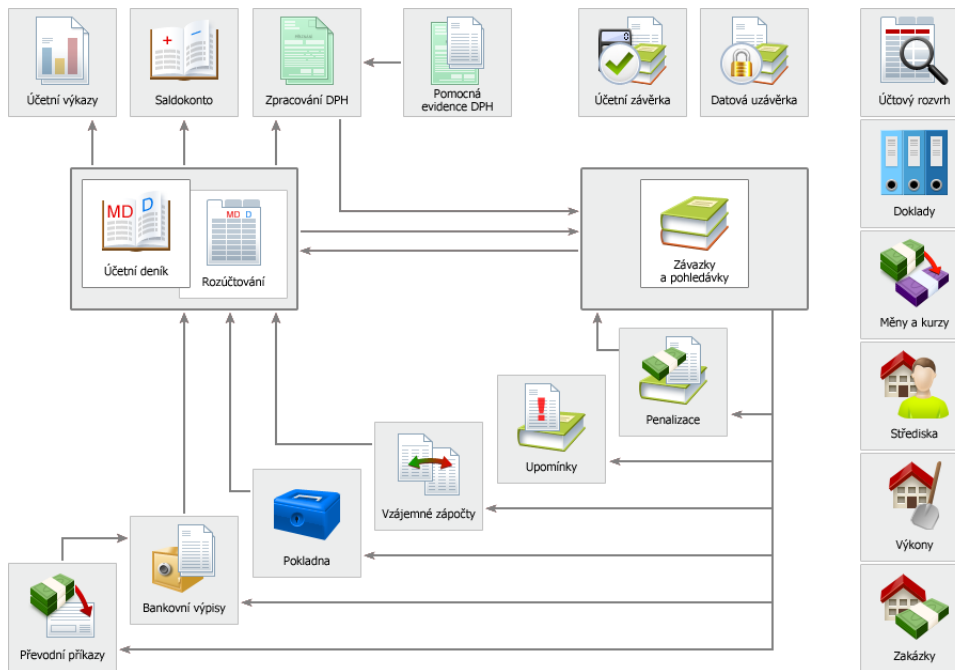 Účetní výkazy
Saldokonto
Zpracování DPH
Pomocná
evidence DPH
Účetní závěrka
Datová uzávěrka
Účtový rozvrh
MD D
Účetní deník
MD D
Rozúčtování
Závazky
a pohledávky
Doklady
Měny a kurzy
Penalizace
Střediska
Upomínky
Vzájemné zápočty
Pokladna
Výkony
Bankovní výpisy
Převodní příkazy
Zakázky